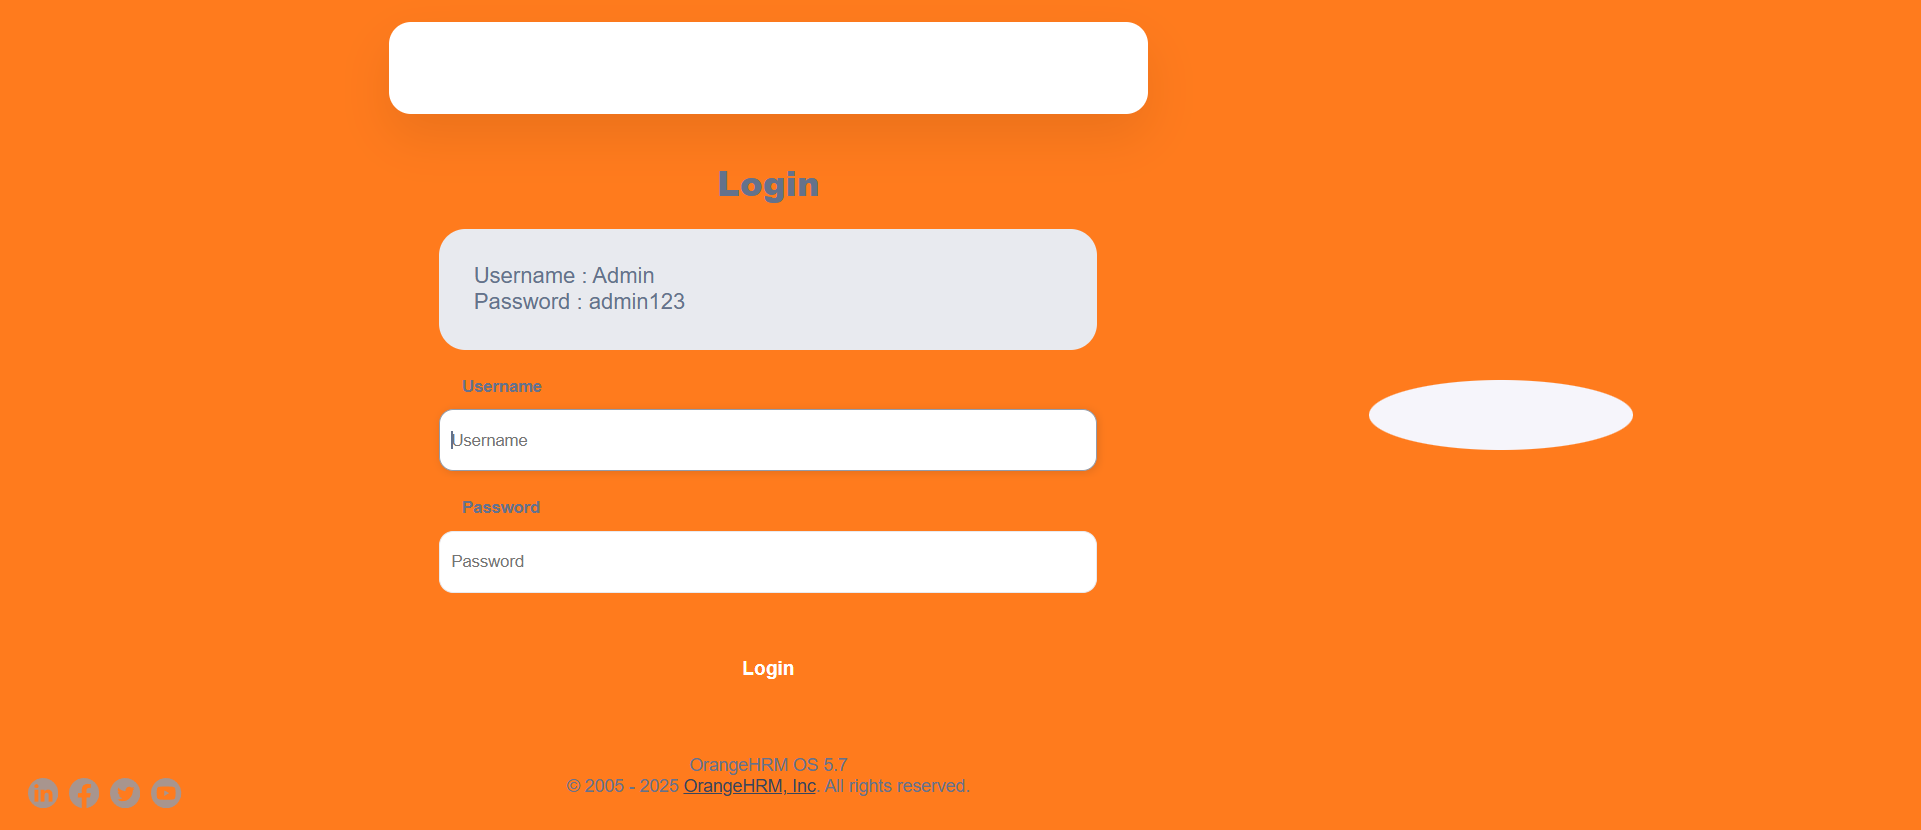 Login
Username : Admin
Password : admin123
Username
Username
Password
Password
Login
OrangeHRM OS 5.7
© 2005 - 2025 OrangeHRM, Inc. All rights reserved.